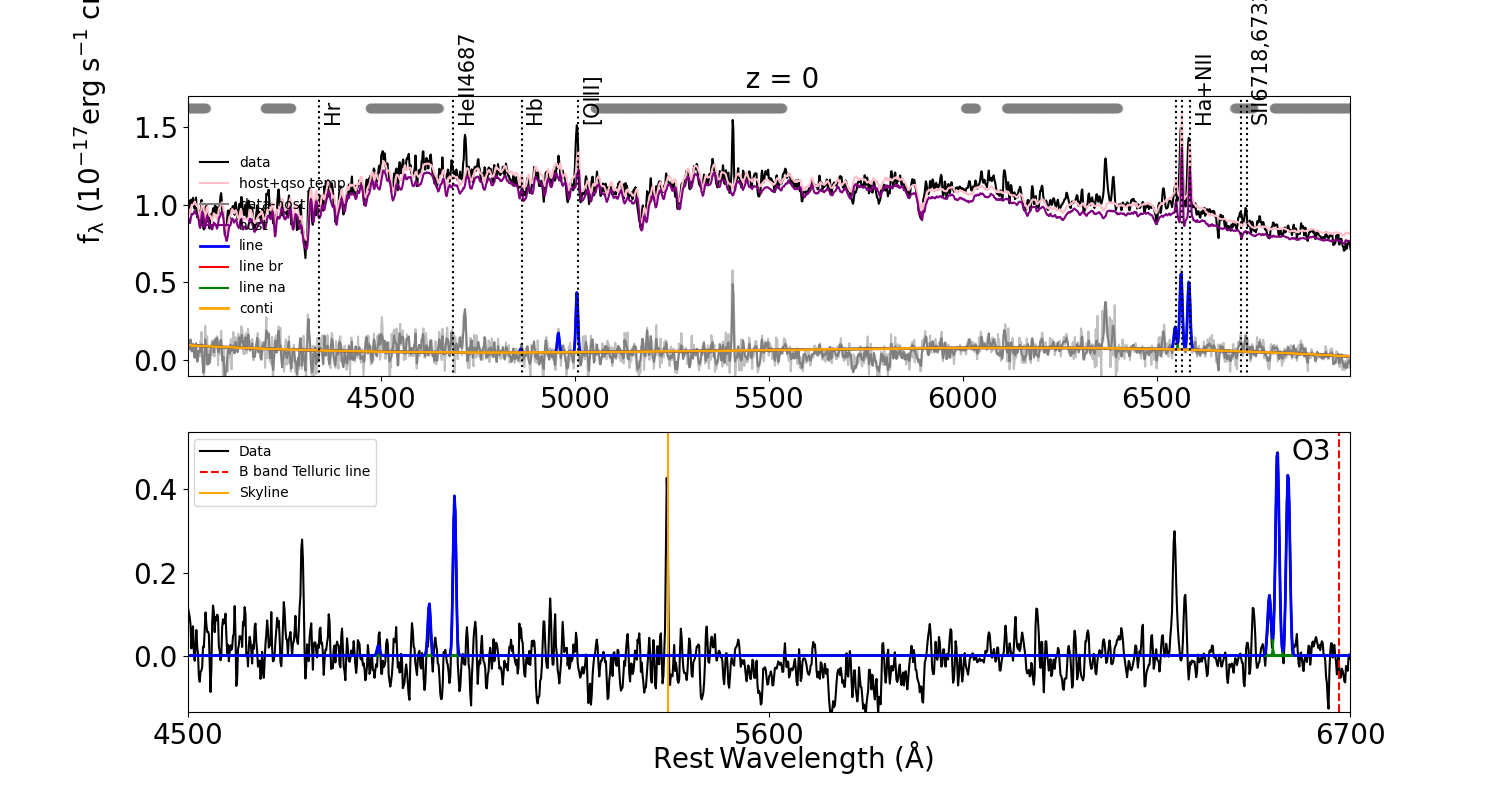 z = 0
f_λ (10^−17 erg s^−1 c
Hr
HeII4687
Hb
[OIII]
Ha+NII
SII6718,673
1.5
1.0
0.5
0.0
data
host+qso temp
data-host
host
line
line br
line na
conti
4500 5000 5500 6000 6500
O3
Data
B band Telluric line
Skyline
0.4
0.2
0.0
4500 5600 6700
Rest Wavelength (Å)